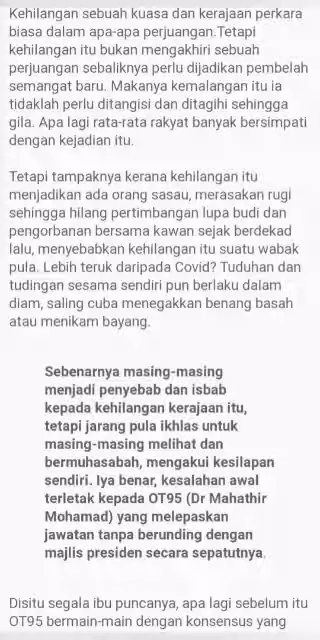 Kehilangan sebuah kuasa dan kerajaan perkara
biasa dalam apa-apa perjuangan.Tetapi
kehilangan itu bukan mengakhiri sebuah
perjuangan sebaliknya perlu dijadikan pembelah
semangat baru. Makanya kemalangan itu ia
tidaklah perlu ditangisi dan ditagihi sehingga
gila. Apa lagi rata-rata rakyat banyak bersimpati
dengan kejadian itu.

Tetapi tampaknya kerana kehilangan itu
menjadikan ada orang sasau, merasakan rugi
sehingga hilang pertimbangan lupa budi dan
pengorbanan bersama kawan sejak berdekad
lalu, menyebabkan kehilangan itu suatu wabak
pula. Lebih teruk daripada Covid? Tuduhan dan
tudingan sesama sendiri pun berlaku dalam
diam, saling cuba menegakkan benang basah
atau menikam bayang.

Sebenarnya masing-masing
menjadi penyebab dan isbab
kepada kehilangan kerajaan itu,
tetapi jarang pula ikhlas untuk
masing-masing melihat dan
bermuhasabah, mengakui kesilapan
sendiri. Iya benar, kesalahan awal
terletak kepada OT95 (Dr Mahathir
Mohamad) yang melepaskan
jawatan tanpa berunding dengan
majlis presiden secara sepatutnya.

Disitu segala ibu puncanya, apa lagi sebelum itu
OT95 bermain-main dengan konsensus yang